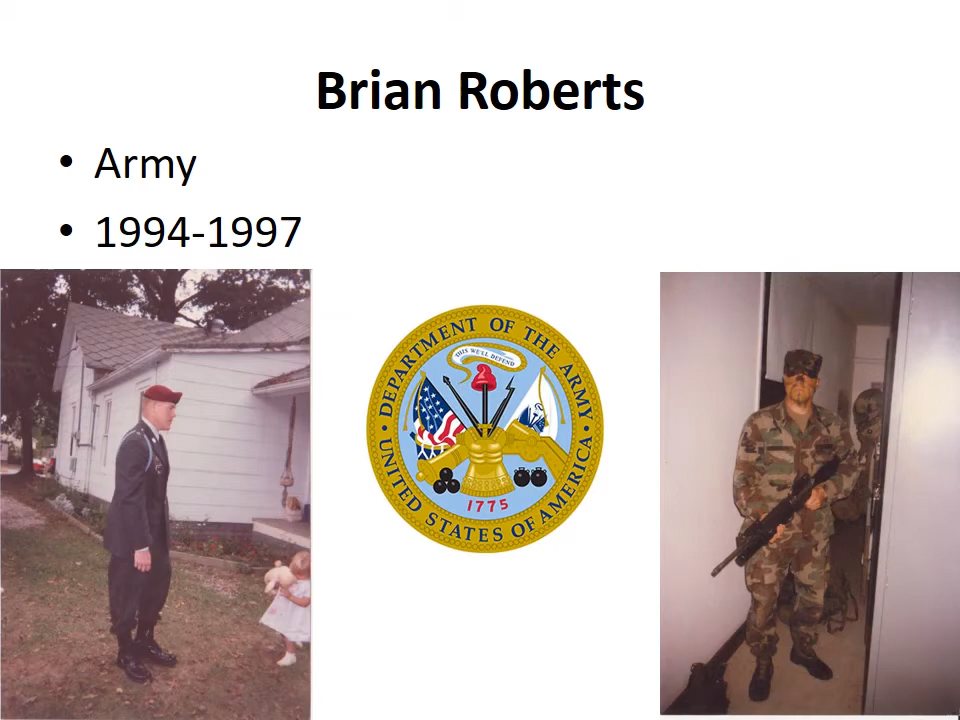 Brian Roberts
• Army
• 1994-1997
DEPARTMENT OF THE ARMY
THIS WE'LL DEFEND
1775
UNITED STATES OF AMERICA